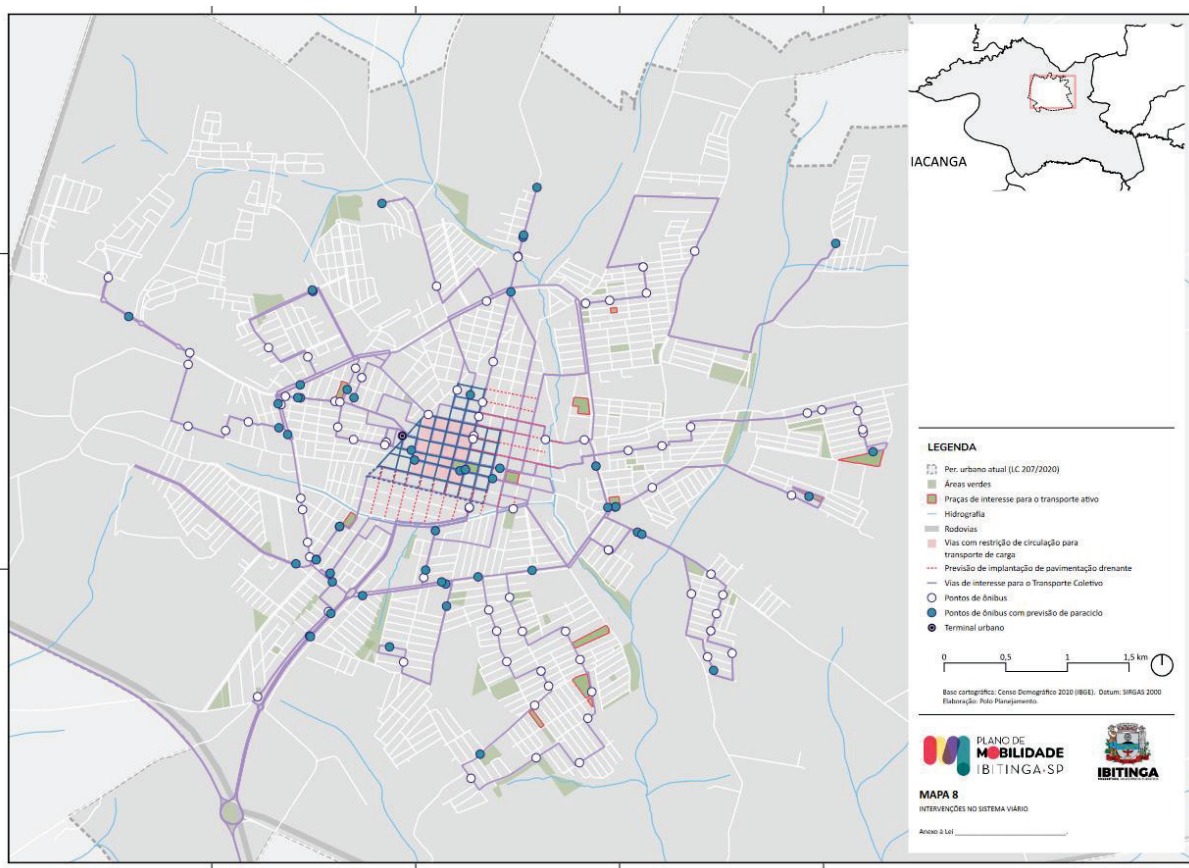 IACANGA
LEGENDA
Per. urbano atual (LC 207/2020)
Áreas verdes
Praças de interesse para o transporte ativo
Hidrografia
Rodovias
Vias com restrição de circulação para
transporte de carga
Previsão de implantação de pavimentação drenante
Vias de interesse para o Transporte Coletivo
Pontos de ônibus
Pontos de ônibus com previsão de paraciclo
Terminal urbano
0 0,5 1 1,5 km
Base cartográfica: Censo Demográfico 2020 (IBGE). Datum: SIRGAS 2000
Elaboração: Polo Planejamento.
PLANO DE
MOBILIDADE
IBITINGA•SP
IBITINGA
MAPA 8
INTERVENÇÕES NO SISTEMA VIÁRIO
Anexo à Lei ______________________________.